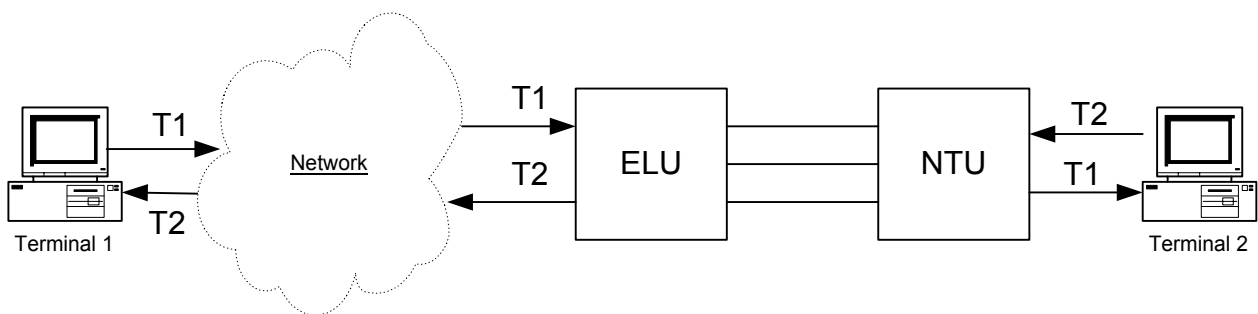 T1
T2
Terminal 1
Network
T1
T2
ELU
NTU
T2
T1
Terminal 2